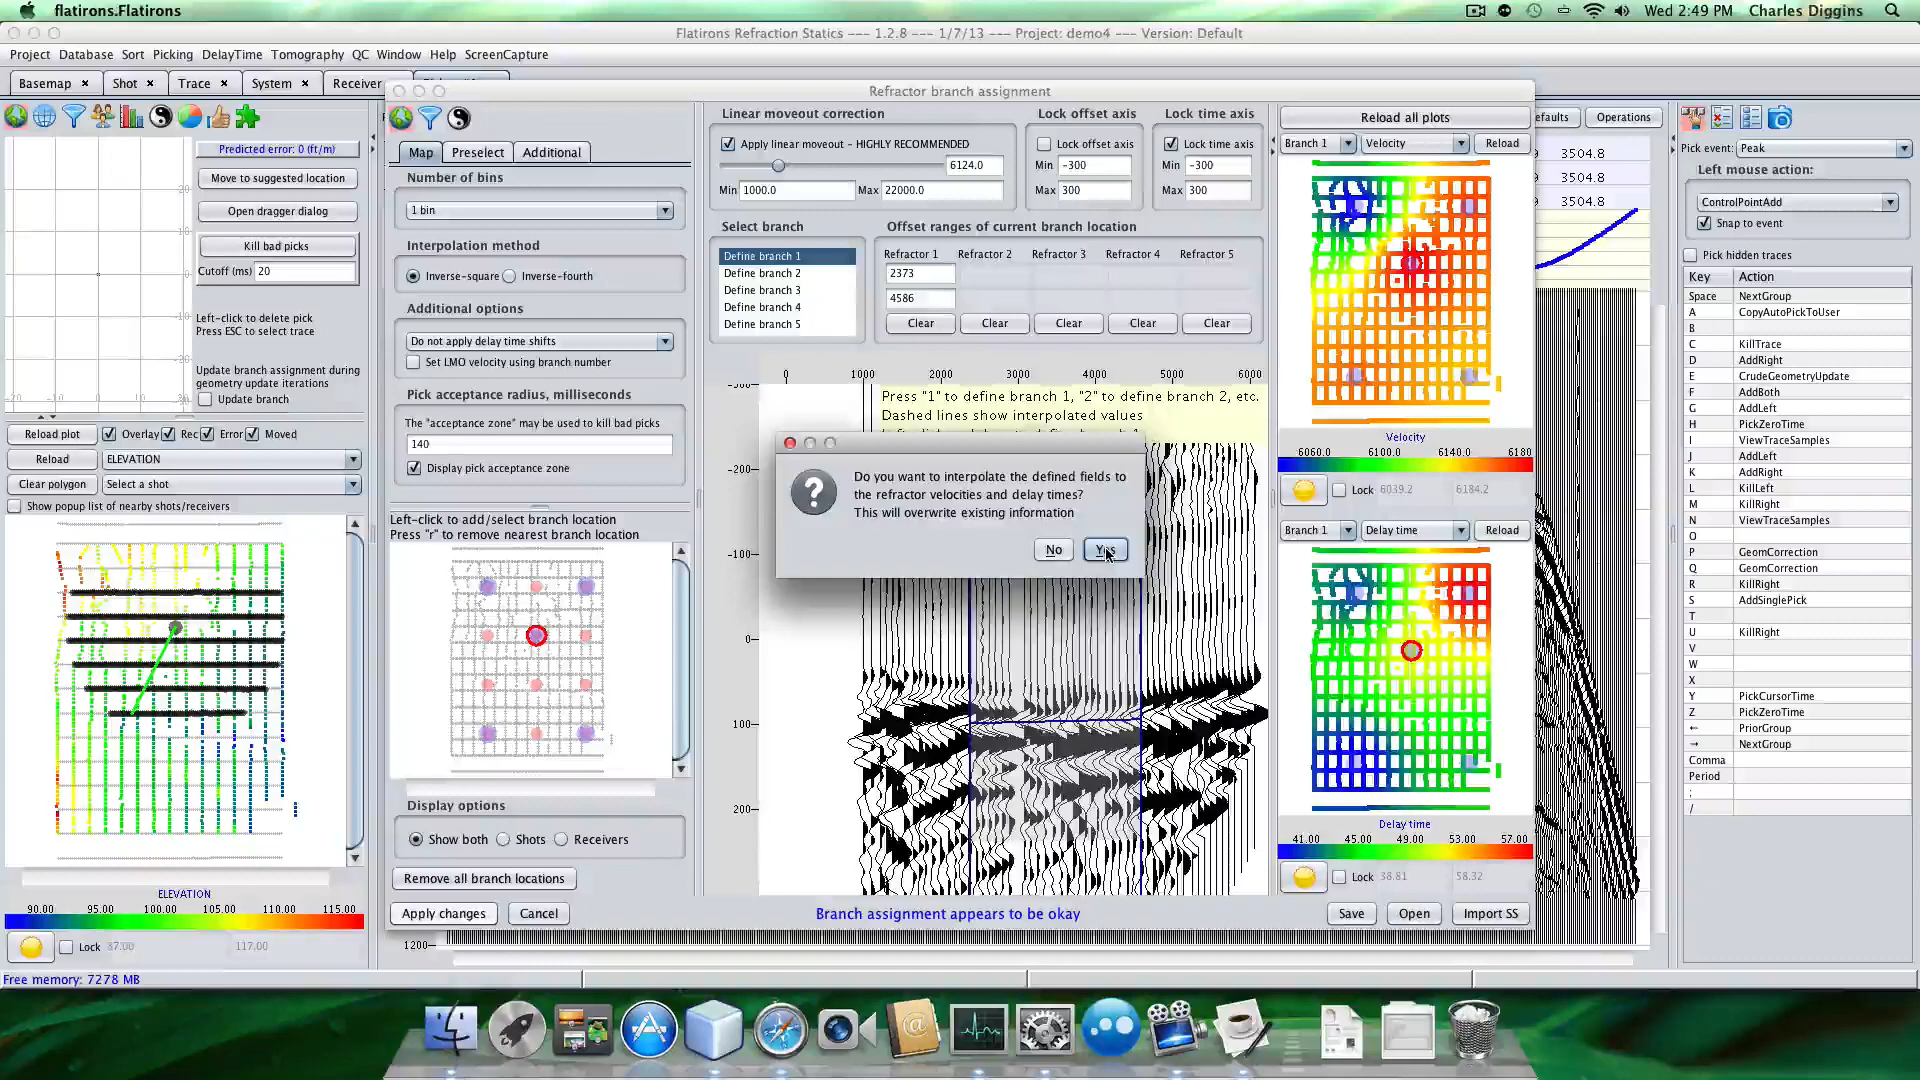 flatirons.Flatirons
Wed 2:49 PM Charles Diggins
Flatirons Refraction Statics --- 1.2.8 --- 1/7/13 --- Project: demo4 --- Version: Default
Project Database Sort Picking DelayTime Tomography QC Window Help ScreenCapture
Basemap Shot Trace System Receiver
Predicted error: 0 (ft/m)
Move to suggested location
Open dragger dialog
Kill bad picks
Cutoff (ms) 20
Left-click to delete pick
Press ESC to select trace
Update branch assignment during
geometry update iterations
Update branch
Reload plot Overlay Rec Error Moved
Reload ELEVATION
Clear polygon Select a shot
Show popup list of nearby shots/receivers
ELEVATION
90.00 95.00 100.00 105.00 110.00 115.00
Lock 87.00 117.00
Free memory: 7278 MB
Refractor branch assignment
Map Preselect Additional
Number of bins
1 bin
Interpolation method
Inverse-square Inverse-fourth
Additional options
Do not apply delay time shifts
Set LMO velocity using branch number
Pick acceptance radius, milliseconds
The "acceptance zone" may be used to kill bad picks
140
Display pick acceptance zone
Left-click to add/select branch location
Press "r" to remove nearest branch location
Display options
Show both Shots Receivers
Remove all branch locations
Apply changes Cancel
Linear moveout correction
Apply linear moveout - HIGHLY RECOMMENDED
6124.0
Min 1000.0 Max 22000.0
Lock offset axis
Lock offset axis
Min -300
Max 300
Lock time axis
Lock time axis
Min -300
Max 300
Select branch
Define branch 1
Define branch 2
Define branch 3
Define branch 4
Define branch 5
Offset ranges of current branch location
Refractor 1 Refractor 2 Refractor 3 Refractor 4 Refractor 5
2373
4586
Clear Clear Clear Clear Clear
0 1000 2000 3000 4000 5000 6000
Press "1" to define branch 1, "2" to define branch 2, etc.
Dashed lines show interpolated values
-300
-200
-100
0
100
200
Do you want to interpolate the defined fields to
the refractor velocities and delay times?
This will overwrite existing information
No Yes
Branch assignment appears to be okay
Save Open Import SS
1200
Reload all plots
Branch 1 Velocity Reload
Velocity
6060.0 6100.0 6140.0 6180
Lock 6039.2 6184.2
Branch 1 Delay time Reload
Delay time
41.00 45.00 49.00 53.00 57.00
Lock 38.81 58.32
efaults Operations
3504.8
3504.8
3504.8
Pick event: Peak
Left mouse action:
ControlPointAdd
Snap to event
Pick hidden traces
Key Action
Space NextGroup
A CopyAutoPickToUser
B
C KillTrace
D AddRight
E CrudeGeometryUpdate
F AddBoth
G AddLeft
H PickZeroTime
I ViewTraceSamples
J AddLeft
K AddRight
L KillLeft
M KillRight
N ViewTraceSamples
O
P GeomCorrection
Q GeomCorrection
R KillRight
S AddSinglePick
T
U KillRight
V
W
X
Y PickCursorTime
Z PickZeroTime
← PriorGroup
→ NextGroup
Comma
Period
;
/